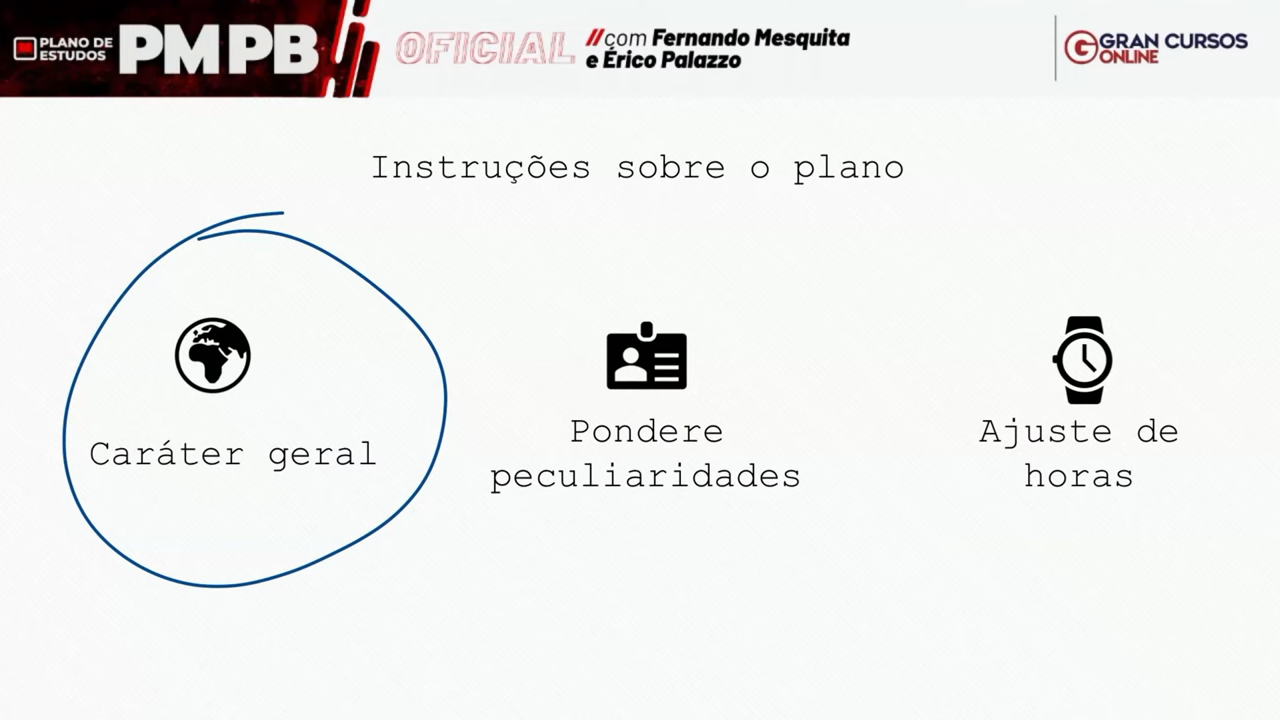 PLANO DE
ESTUDOS
PMPB
OFICIAL
//com Fernando Mesquita
e Érico Palazzo
GRAN CURSOS
ONLINE
Instruções sobre o plano
Caráter geral
Pondere
peculiaridades
Ajuste de
horas